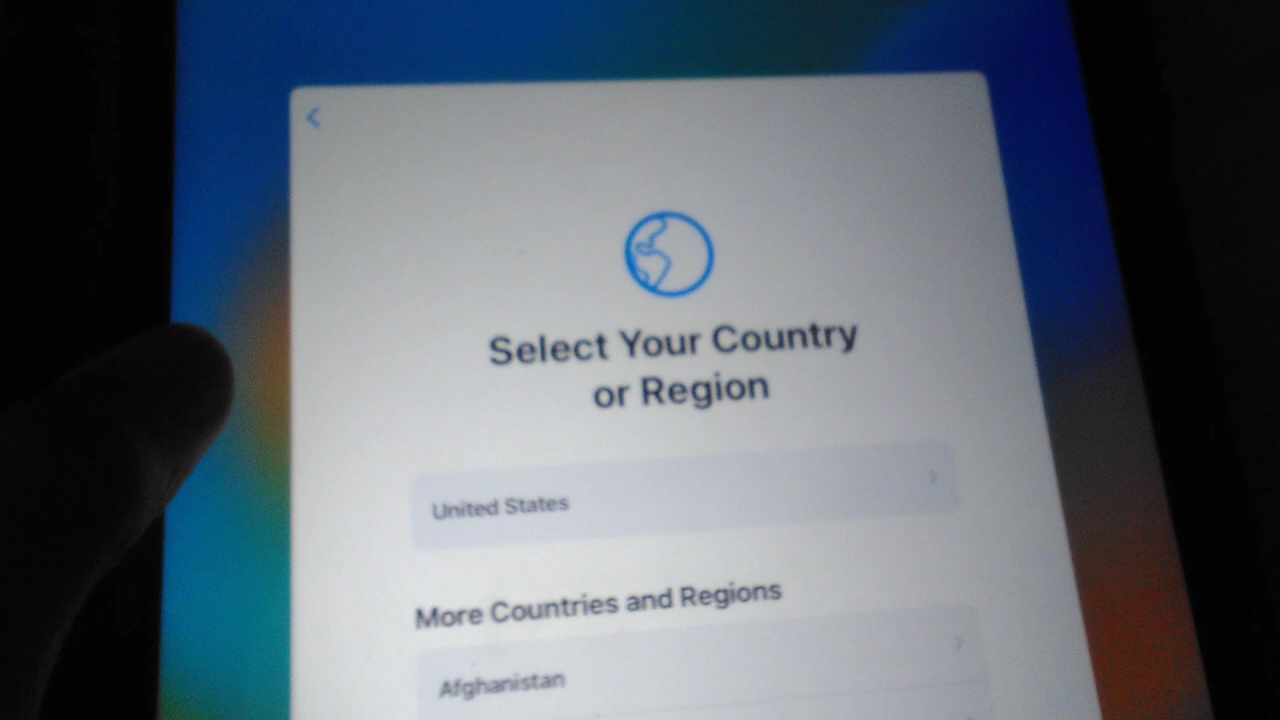 Select Your Country
or Region
United States
More Countries and Regions
Afghanistan